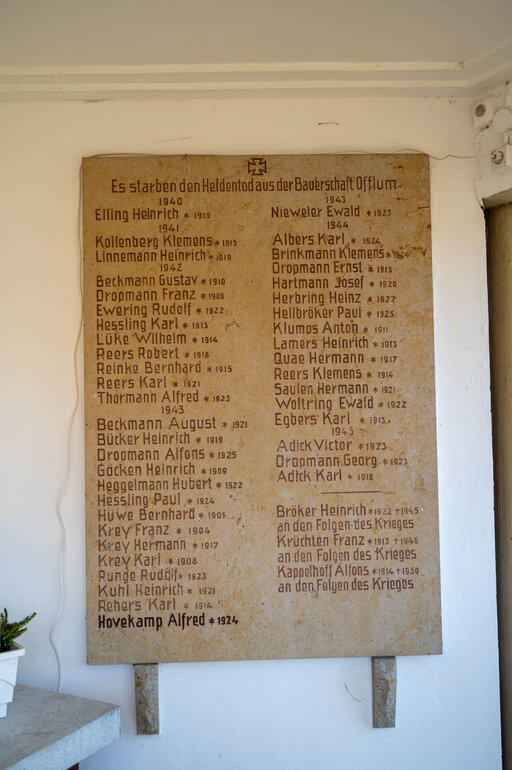 Es starben den Heldentod aus der Bauerschaft Offlum.
1940
Elling Heinrich * 1915
1941
Kollenberg Klemens * 1915
Linnemann Heinrich * 1919
1942
Beckmann Gustav * 1910
Dropmann Franz * 1909
Ewering Rudolf * 1922
Hessling Karl * 1913
Lüke Wilhelm * 1914
Reers Robert * 1918
Reinke Bernhard * 1915
Reers Karl * 1921
Thormann Alfred * 1923
1943
Beckmann August * 1921
Bücker Heinrich * 1919
Dropmann Alfons * 1925
Göcken Heinrich * 1909
Heggelmann Hubert * 1922
Hessling Paul * 1924
Hüwe Bernhard * 1906
Krey Franz * 1904
Krey Hermann * 1917
Krey Karl * 1908
Runge Rudolf * 1923
Kuhl Heinrich * 1921
Rehers Karl * 1914
Hovekamp Alfred * 1924
1943
Nieweler Ewald * 1923
1944
Albers Karl * 1924
Brinkmann Klemens * 1924
Dropmann Ernst * 1915
Hartmann Josef * 1920
Herbring Heinz * 1922
Hellbröker Paul * 1925
Klumps Anton * 1911
Lamers Heinrich * 1913
Quae Hermann * 1917
Reers Klemens * 1914
Saulen Hermann * 1921
Woltring Ewald * 1922
Egbers Karl * 1913
1945
Adick Victor * 1923
Dropmann Georg * 1923
Adick Karl * 1918
Bröker Heinrich * 1922 + 1945
an den Folgen des Krieges
Krüchten Franz * 1913 + 1946
an den Folgen des Krieges
Kappelhoff Alfons * 1914 + 1950
an den Folgen des Krieges